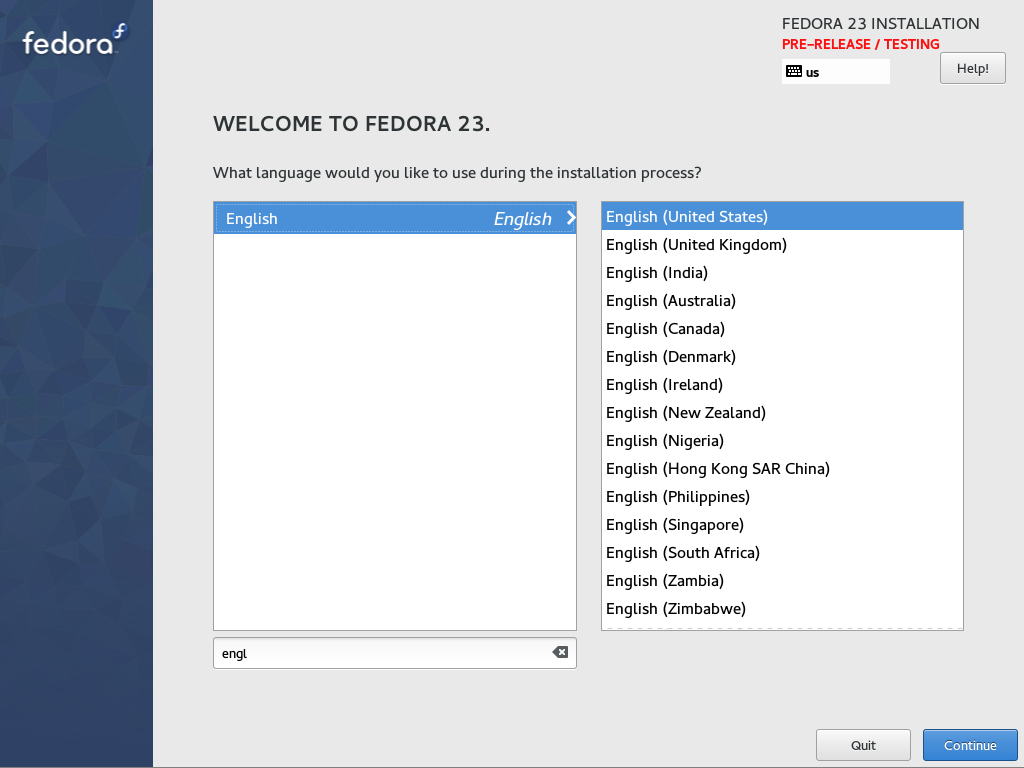 fedora
FEDORA 23 INSTALLATION
PRE-RELEASE / TESTING
us
Help!
WELCOME TO FEDORA 23.
What language would you like to use during the installation process?
English English
English (United States)
English (United Kingdom)
English (India)
English (Australia)
English (Canada)
English (Denmark)
English (Ireland)
English (New Zealand)
English (Nigeria)
English (Hong Kong SAR China)
English (Philippines)
English (Singapore)
English (South Africa)
English (Zambia)
English (Zimbabwe)
engl
Quit
Continue